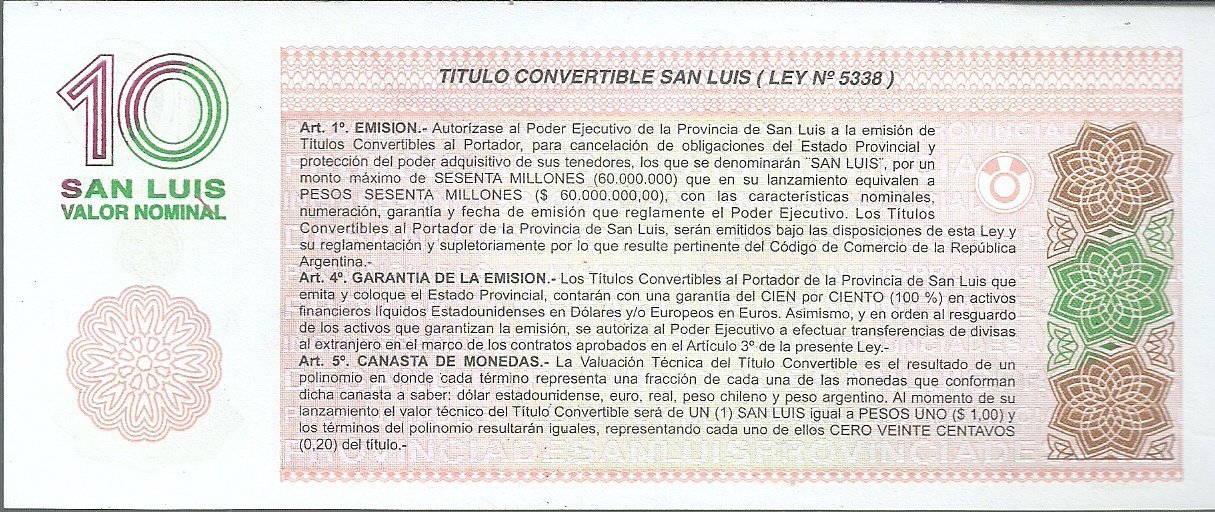 10
SAN LUIS
VALOR NOMINAL
TITULO CONVERTIBLE SAN LUIS ( LEY Nº 5338 )
Art. 1º. EMISION.- Autorízase al Poder Ejecutivo de la Provincia de San Luis a la emisión de
Títulos Convertibles al Portador, para cancelación de obligaciones del Estado Provincial y
protección del poder adquisitivo de sus tenedores, los que se denominarán ¨SAN LUIS¨, por un
monto máximo de SESENTA MILLONES (60.000.000) que en su lanzamiento equivalen a
PESOS SESENTA MILLONES ($ 60.000.000,00), con las características nominales,
numeración, garantía y fecha de emisión que reglamente el Poder Ejecutivo. Los Títulos
Convertibles al Portador de la Provincia de San Luis, serán emitidos bajo las disposiciones de esta Ley y
su reglamentación y supletoriamente por lo que resulte pertinente del Código de Comercio de la República
Argentina.-
Art. 4º. GARANTIA DE LA EMISION.- Los Títulos Convertibles al Portador de la Provincia de San Luis que
emita y coloque el Estado Provincial, contarán con una garantía del CIEN por CIENTO (100 %) en activos
financieros líquidos Estadounidenses en Dólares y/o Europeos en Euros. Asimismo, y en orden al resguardo
de los activos que garantizan la emisión, se autoriza al Poder Ejecutivo a efectuar transferencias de divisas
al extranjero en el marco de los contratos aprobados en el Artículo 3º de la presente Ley.-
Art. 5º. CANASTA DE MONEDAS.- La Valuación Técnica del Título Convertible es el resultado de un
polinomio en donde cada término representa una fracción de cada una de las monedas que conforman
dicha canasta a saber: dólar estadounidense, euro, real, peso chileno y peso argentino. Al momento de su
lanzamiento el valor técnico del Título Convertible será de UN (1) SAN LUIS igual a PESOS UNO ($ 1,00) y
los términos del polinomio resultarán iguales, representando cada uno de ellos CERO VEINTE CENTAVOS
(0,20) del título.-
PROVINCIADESANLUISPROVINCIADE